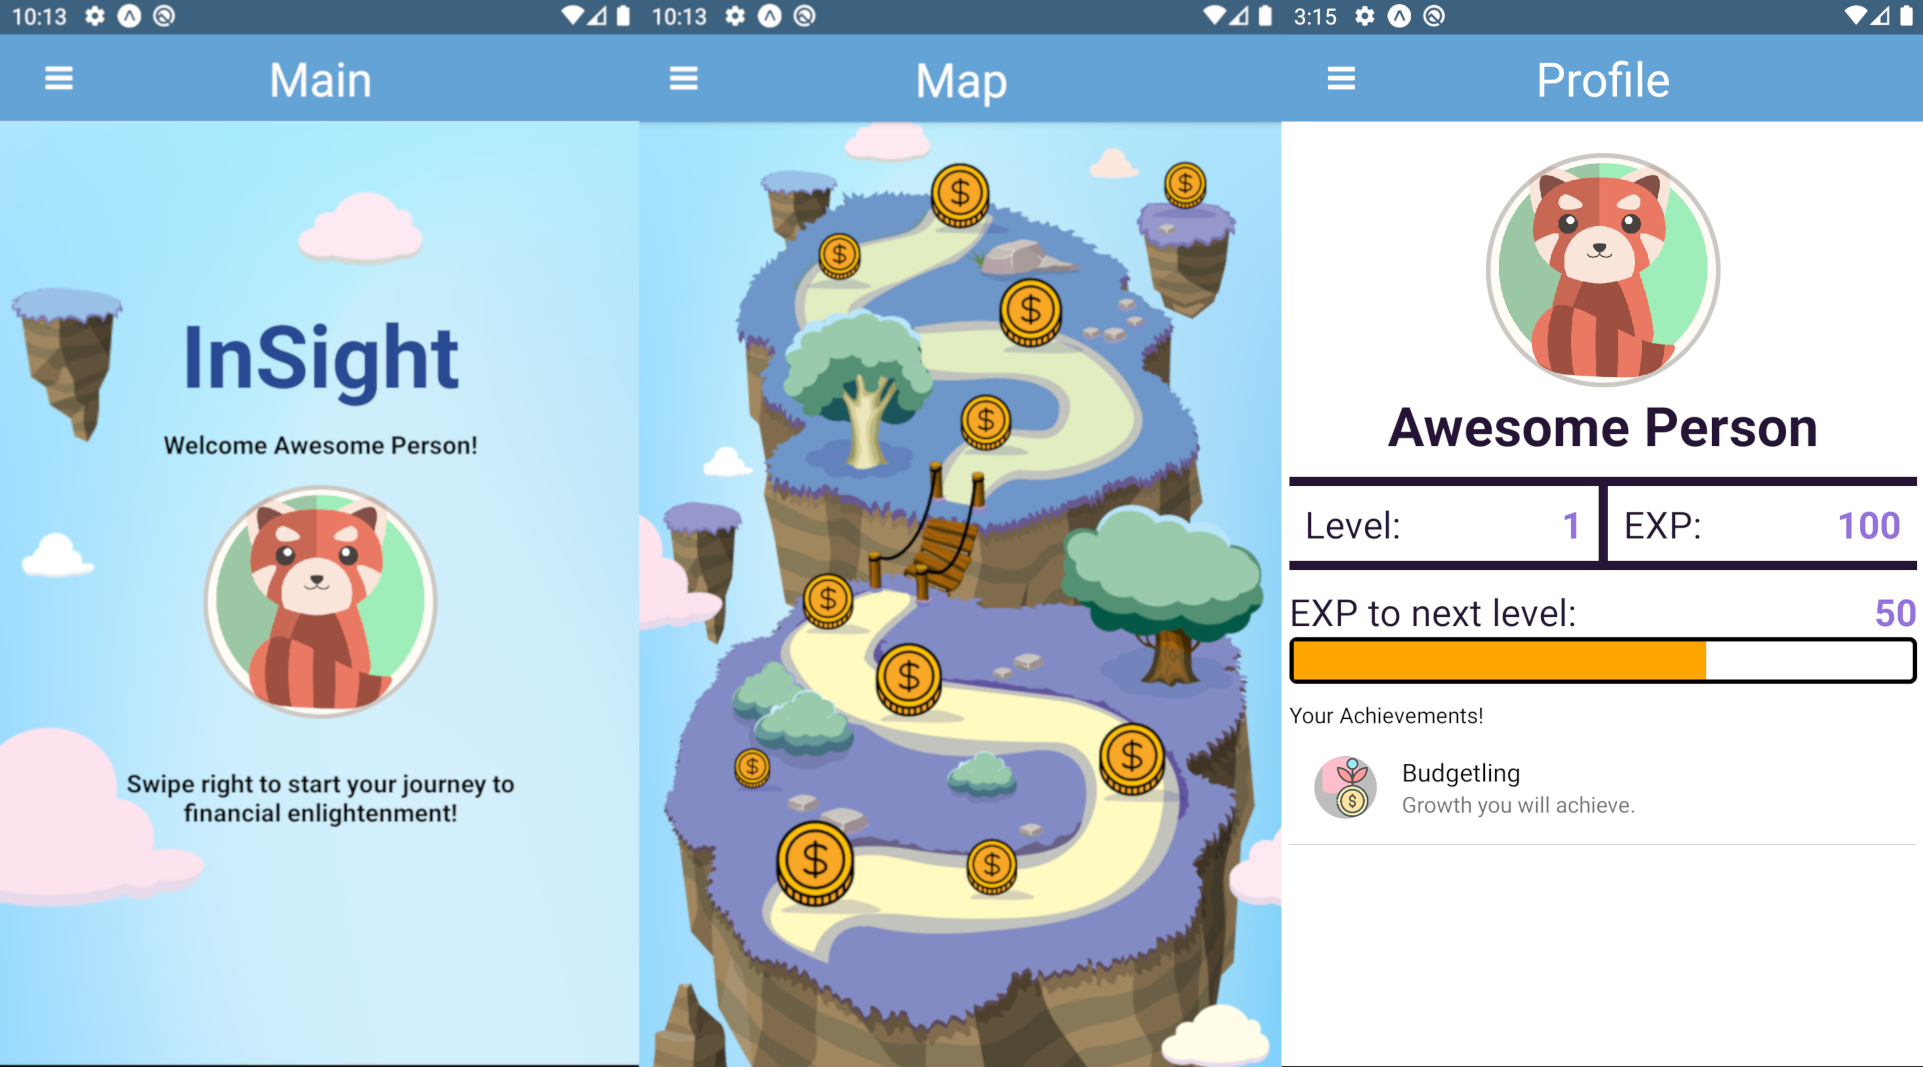 10:13
Main
InSight
Welcome Awesome Person!
Swipe right to start your journey to
financial enlightenment!
10:13
Map
$
$
$
$
$
$
$
$
$
$
$
3:15
Profile
Awesome Person
Level: 1
EXP: 100
EXP to next level: 50
Your Achievements!
$
Budgetling
Growth you will achieve.